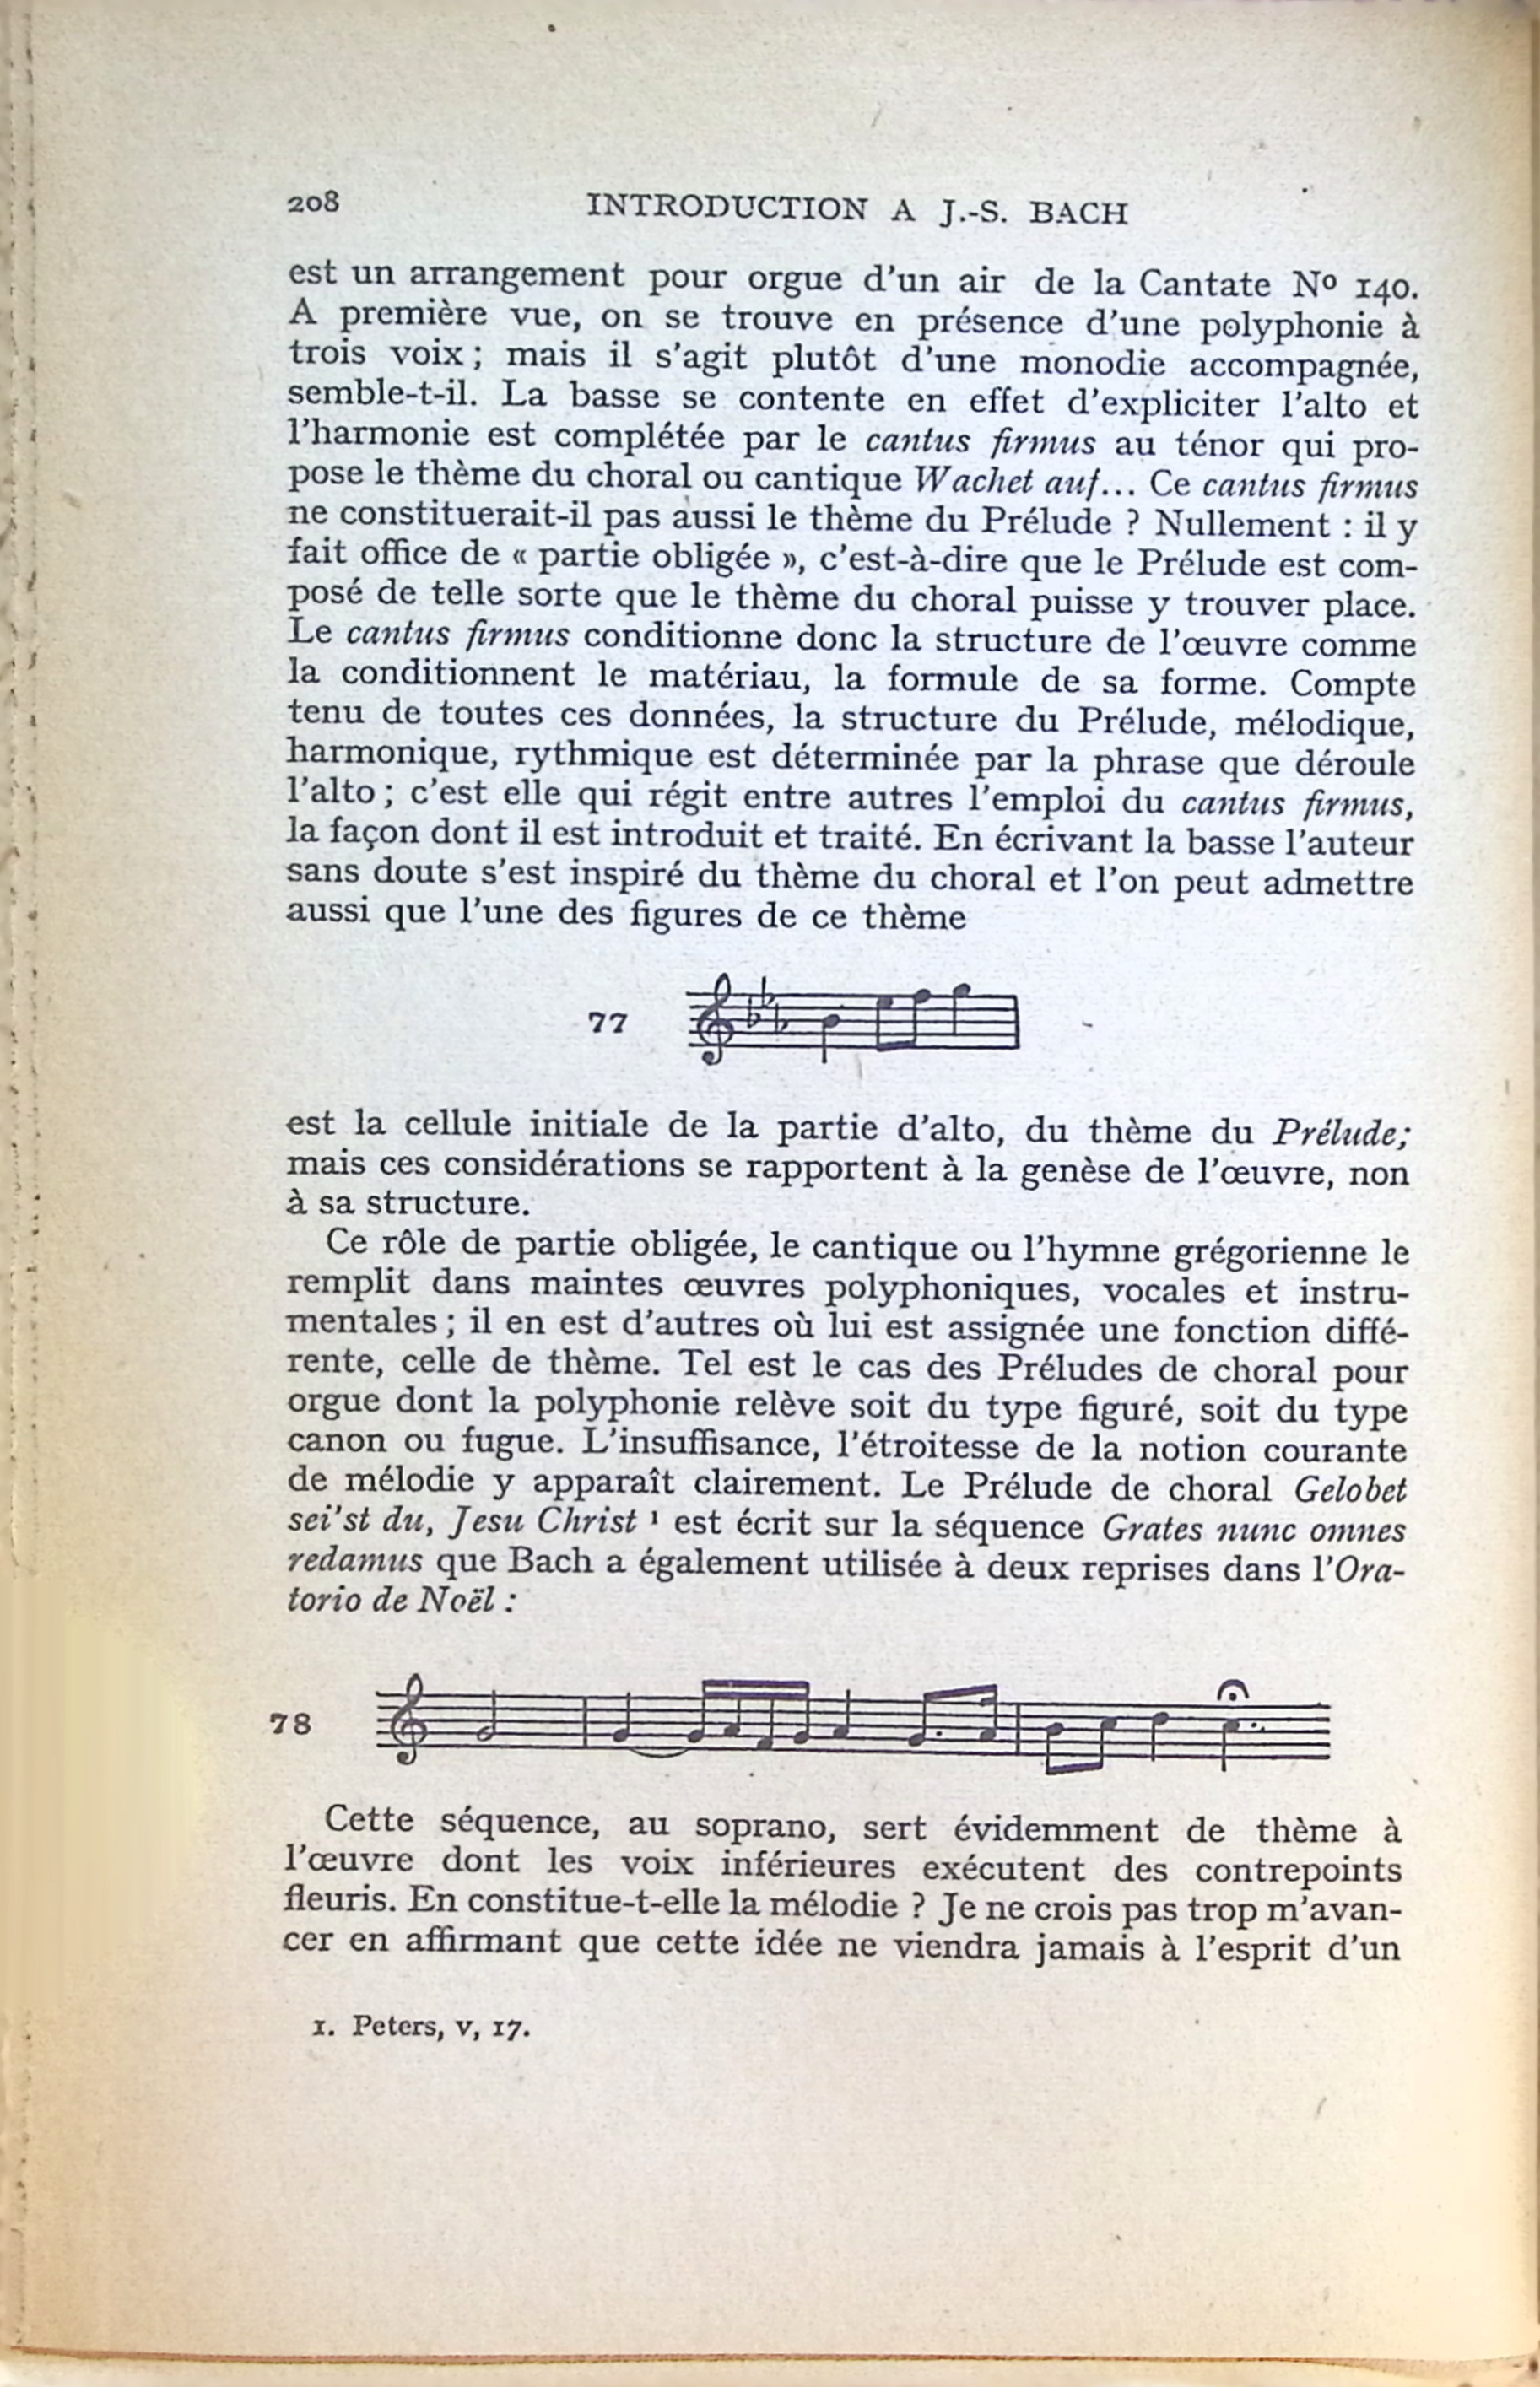 208
INTRODUCTION A J.-S. BACH
est un arrangement pour orgue d'un air de la Cantate Nº 140.
A première vue, on se trouve en présence d'une polyphonie à
trois voix ; mais il s'agit plutôt d'une monodie accompagnée,
semble-t-il. La basse se contente en effet d'expliciter l'alto et
l'harmonie est complétée par le cantus firmus au ténor qui pro-
pose le thème du choral ou cantique Wachet auf... Ce cantus firmus
ne constituerait-il pas aussi le thème du Prélude ? Nullement : il y
fait office de « partie obligée », c'est-à-dire que le Prélude est com-
posé de telle sorte que le thème du choral puisse y trouver place.
Le cantus firmus conditionne donc la structure de l'œuvre comme
la conditionnent le matériau, la formule de sa forme. Compte
tenu de toutes ces données, la structure du Prélude, mélodique,
harmonique, rythmique est déterminée par la phrase que déroule
l'alto ; c'est elle qui régit entre autres l'emploi du cantus firmus,
la façon dont il est introduit et traité. En écrivant la basse l'auteur
sans doute s'est inspiré du thème du choral et l'on peut admettre
aussi que l'une des figures de ce thème
77
est la cellule initiale de la partie d'alto, du thème du Prélude;
mais ces considérations se rapportent à la genèse de l'œuvre, non
à sa structure.
Ce rôle de partie obligée, le cantique ou l'hymne grégorienne le
remplit dans maintes œuvres polyphoniques, vocales et instru-
mentales ; il en est d'autres où lui est assignée une fonction diffé-
rente, celle de thème. Tel est le cas des Préludes de choral pour
orgue dont la polyphonie relève soit du type figuré, soit du type
canon ou fugue. L'insuffisance, l'étroitesse de la notion courante
de mélodie y apparaît clairement. Le Prélude de choral Gelobet
sei'st du, Jesu Christ ¹ est écrit sur la séquence Grates nunc omnes
redamus que Bach a également utilisée à deux reprises dans l'Ora-
torio de Noël :
78
Cette séquence, au soprano, sert évidemment de thème à
l'œuvre dont les voix inférieures exécutent des contrepoints
fleuris. En constitue-t-elle la mélodie ? Je ne crois pas trop m'avan-
cer en affirmant que cette idée ne viendra jamais à l'esprit d'un
1. Peters, v, 17.